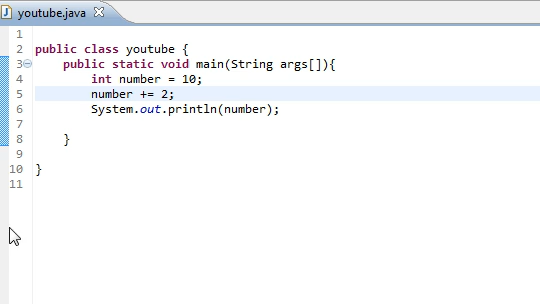 youtube.java
1
2 public class youtube {
3 public static void main(String args[]){
4 int number = 10;
5 number += 2;
6 System.out.println(number);
7
8 }
9
10 }
11